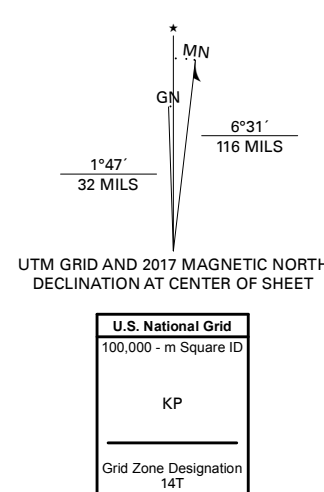 ★
MN
GN
6°31´
116 MILS
1°47´
32 MILS
UTM GRID AND 2017 MAGNETIC NORTH
DECLINATION AT CENTER OF SHEET
U.S. National Grid
100,000 - m Square ID
KP
Grid Zone Designation
14T